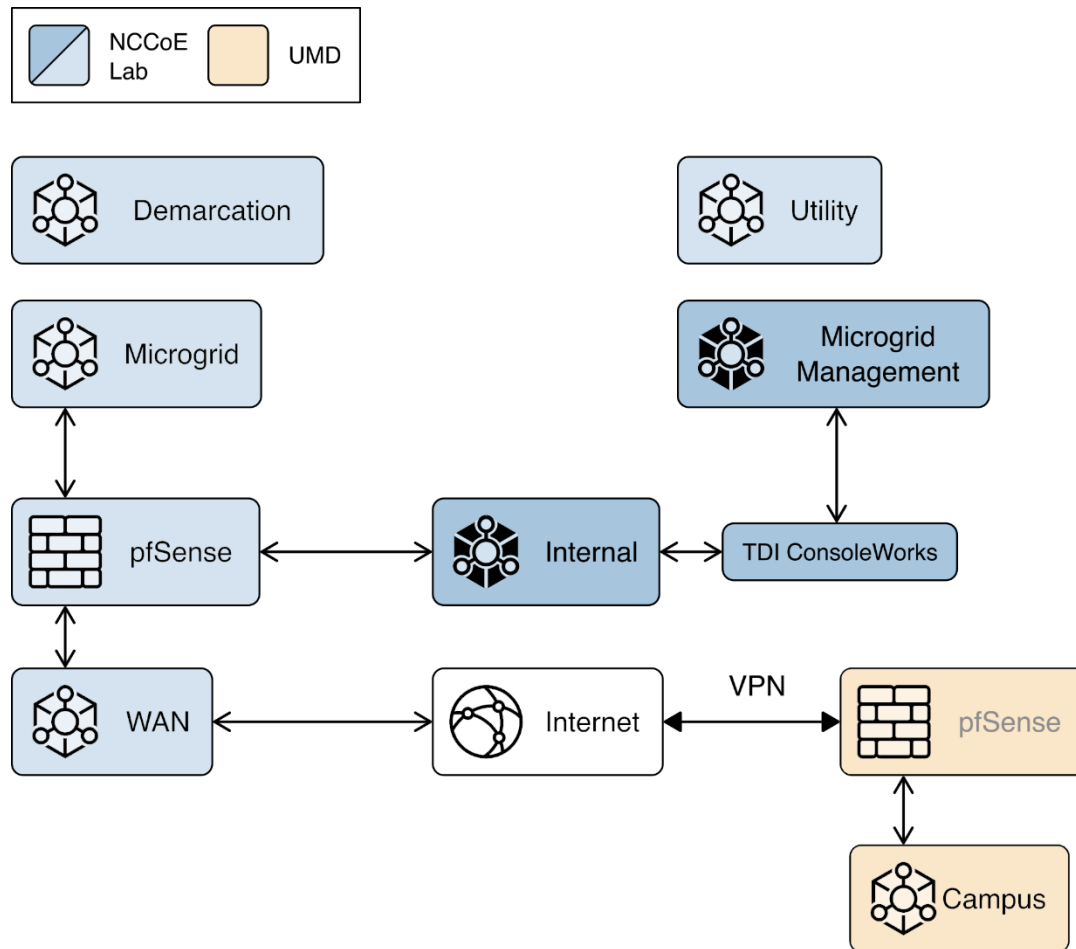 NCCoE
Lab
UMD
Demarcation
Utility
Microgrid
Microgrid
Management
pfSense
Internal
TDI ConsoleWorks
WAN
Internet
VPN
pfSense
Campus